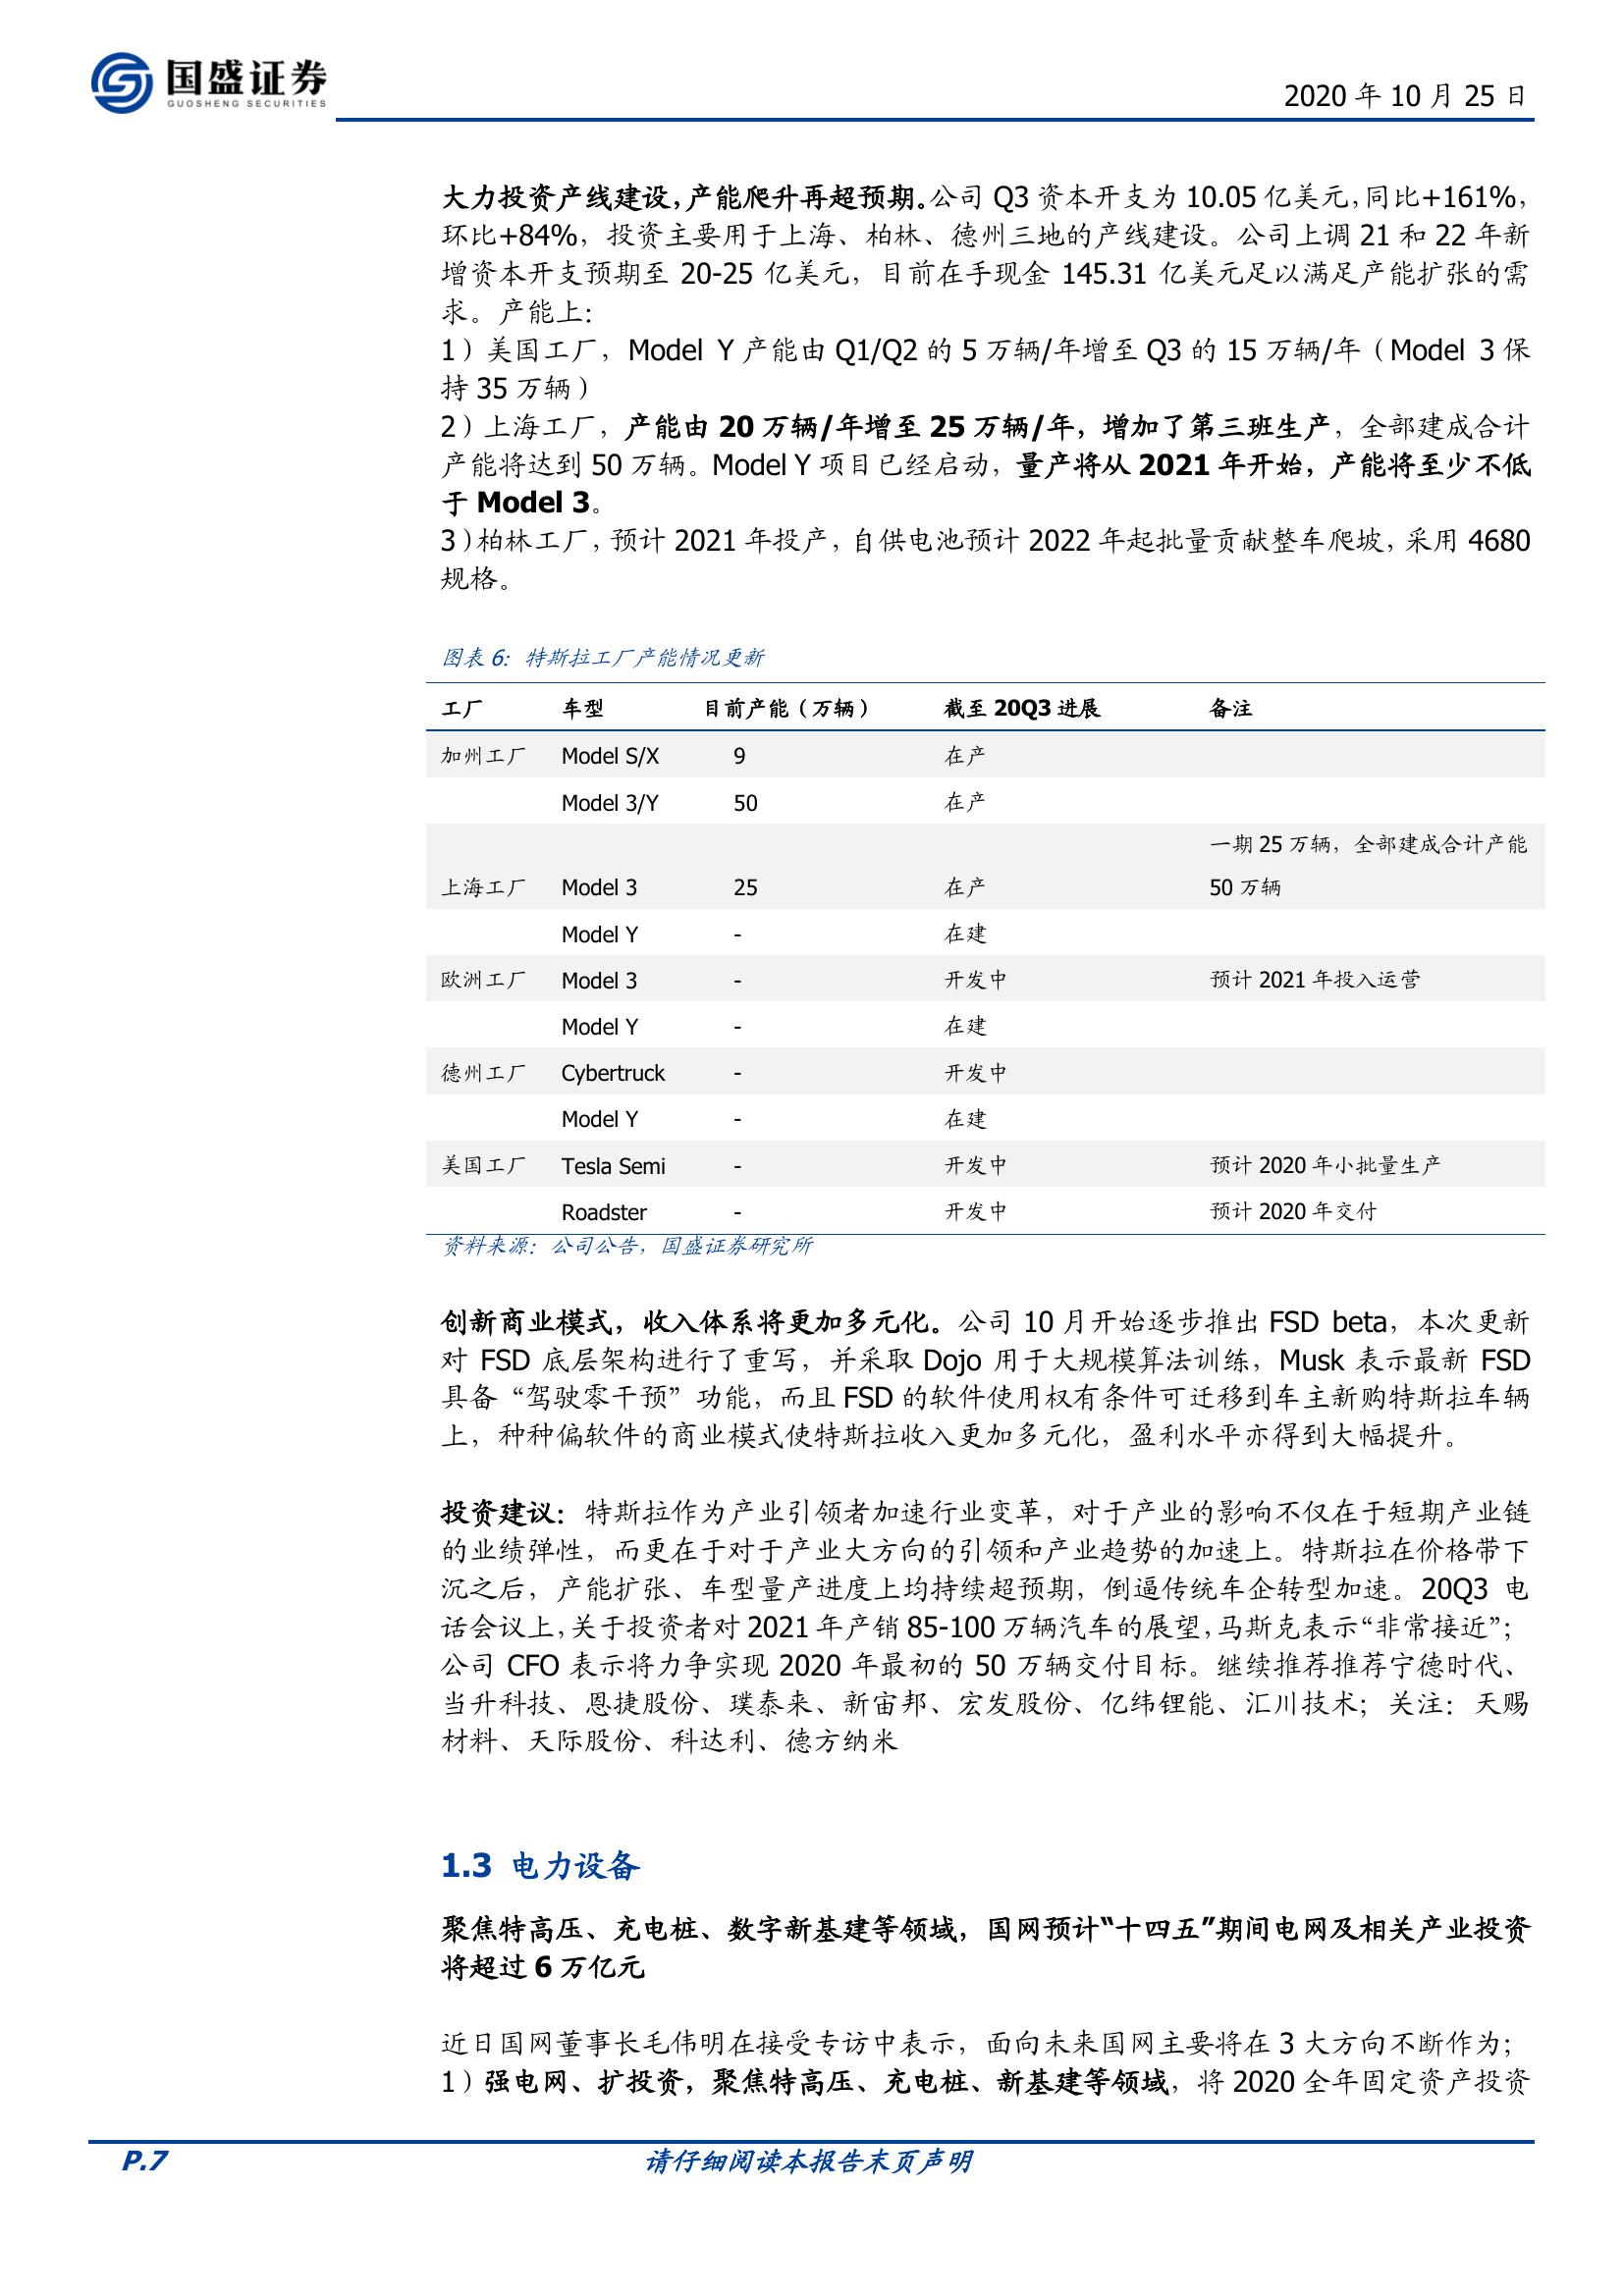 国盛证券
GUOSHENG SECURITIES
2020 年 10 月 25 日
大力投资产线建设，产能爬升再超预期。公司 Q3 资本开支为 10.05 亿美元，同比+161%，
环比+84%，投资主要用于上海、柏林、德州三地的产线建设。公司上调 21 和 22 年新
增资本开支预期至 20-25 亿美元，目前在手现金 145.31 亿美元足以满足产能扩张的需
求。产能上：
1）美国工厂，Model Y 产能由 Q1/Q2 的 5 万辆/年增至 Q3 的 15 万辆/年（Model 3 保
持 35 万辆）
2）上海工厂，产能由 20 万辆/年增至 25 万辆/年，增加了第三班生产，全部建成合计
产能将达到 50 万辆。Model Y 项目已经启动，量产将从 2021 年开始，产能将至少不低
于 Model 3。
3）柏林工厂，预计 2021 年投产，自供电池预计 2022 年起批量贡献整车爬坡，采用 4680
规格。
图表 6：特斯拉工厂产能情况更新
工厂 车型 目前产能（万辆） 截至 20Q3 进展 备注
加州工厂 Model S/X 9 在产
Model 3/Y 50 在产
一期 25 万辆，全部建成合计产能
上海工厂 Model 3 25 在产 50 万辆
Model Y - 在建
欧洲工厂 Model 3 - 开发中 预计 2021 年投入运营
Model Y - 在建
德州工厂 Cybertruck - 开发中
Model Y - 在建
美国工厂 Tesla Semi - 开发中 预计 2020 年小批量生产
Roadster - 开发中 预计 2020 年交付
资料来源：公司公告，国盛证券研究所
创新商业模式，收入体系将更加多元化。公司 10 月开始逐步推出 FSD beta，本次更新
对 FSD 底层架构进行了重写，并采取 Dojo 用于大规模算法训练，Musk 表示最新 FSD
具备“驾驶零干预”功能，而且 FSD 的软件使用权有条件可迁移到车主新购特斯拉车辆
上，种种偏软件的商业模式使特斯拉收入更加多元化，盈利水平亦得到大幅提升。
投资建议：特斯拉作为产业引领者加速行业变革，对于产业的影响不仅在于短期产业链
的业绩弹性，而更在于对于产业大方向的引领和产业趋势的加速上。特斯拉在价格带下
沉之后，产能扩张、车型量产进度上均持续超预期，倒逼传统车企转型加速。20Q3 电
话会议上，关于投资者对 2021 年产销 85-100 万辆汽车的展望，马斯克表示“非常接近”；
公司 CFO 表示将力争实现 2020 年最初的 50 万辆交付目标。继续推荐推荐宁德时代、
当升科技、恩捷股份、璞泰来、新宙邦、宏发股份、亿纬锂能、汇川技术；关注：天赐
材料、天际股份、科达利、德方纳米
1.3 电力设备
聚焦特高压、充电桩、数字新基建等领域，国网预计“十四五”期间电网及相关产业投资
将超过 6 万亿元
近日国网董事长毛伟明在接受专访中表示，面向未来国网主要将在 3 大方向不断作为；
1）强电网、扩投资，聚焦特高压、充电桩、新基建等领域，将 2020 全年固定资产投资
P.7
请仔细阅读本报告末页声明